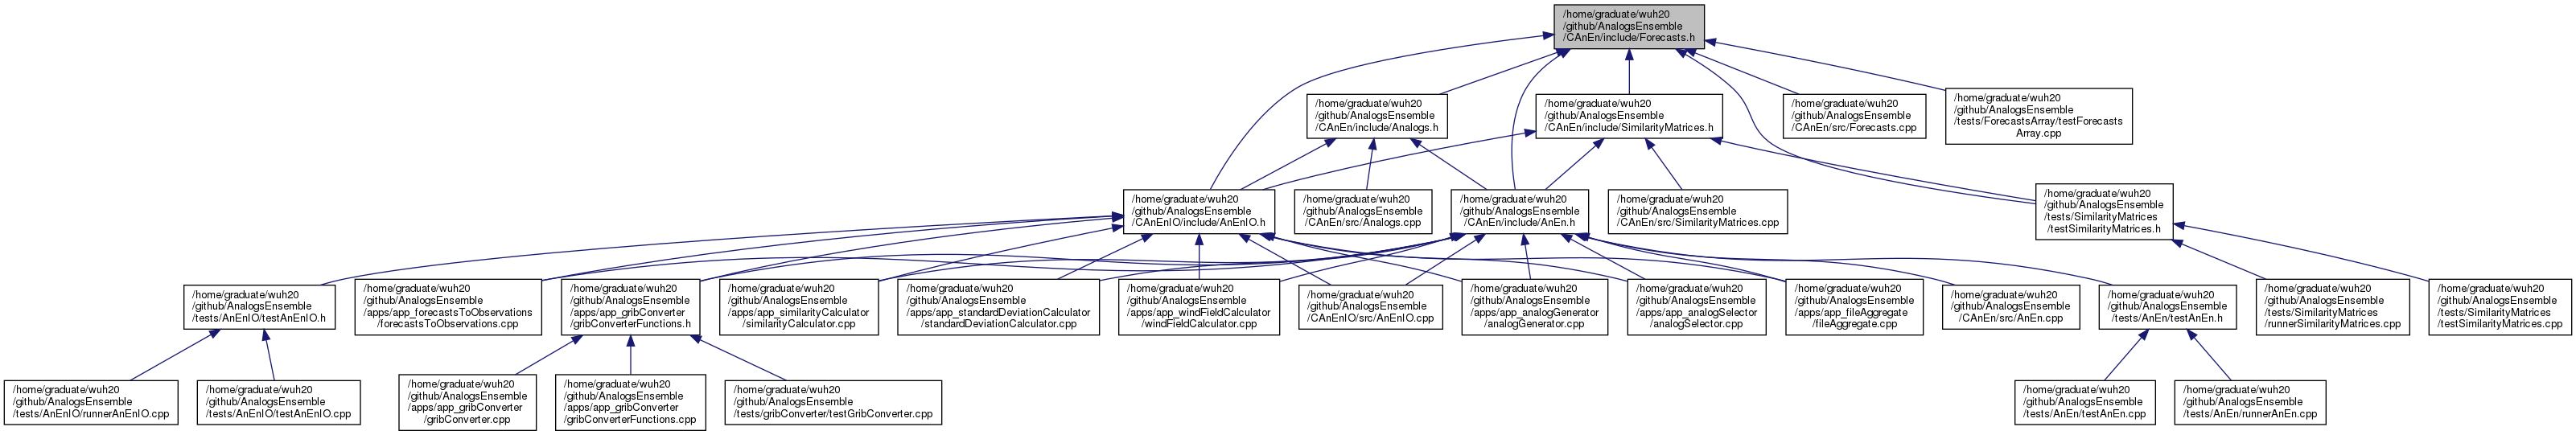 /home/graduate/wuh20
/github/AnalogsEnsemble
/CAnEn/include/Forecasts.h
/home/graduate/wuh20
/github/AnalogsEnsemble
/CAnEn/include/Analogs.h
/home/graduate/wuh20
/github/AnalogsEnsemble
/CAnEn/include/SimilarityMatrices.h
/home/graduate/wuh20
/github/AnalogsEnsemble
/CAnEn/src/Forecasts.cpp
/home/graduate/wuh20
/github/AnalogsEnsemble
/tests/ForecastsArray/testForecasts
Array.cpp
/home/graduate/wuh20
/github/AnalogsEnsemble
/CAnEnIO/include/AnEnIO.h
/home/graduate/wuh20
/github/AnalogsEnsemble
/CAnEn/src/Analogs.cpp
/home/graduate/wuh20
/github/AnalogsEnsemble
/CAnEn/include/AnEn.h
/home/graduate/wuh20
/github/AnalogsEnsemble
/CAnEn/src/SimilarityMatrices.cpp
/home/graduate/wuh20
/github/AnalogsEnsemble
/tests/SimilarityMatrices
/testSimilarityMatrices.h
/home/graduate/wuh20
/github/AnalogsEnsemble
/tests/AnEnIO/testAnEnIO.h
/home/graduate/wuh20
/github/AnalogsEnsemble
/apps/app_forecastsToObservations
/forecastsToObservations.cpp
/home/graduate/wuh20
/github/AnalogsEnsemble
/apps/app_gribConverter
/gribConverterFunctions.h
/home/graduate/wuh20
/github/AnalogsEnsemble
/apps/app_similarityCalculator
/similarityCalculator.cpp
/home/graduate/wuh20
/github/AnalogsEnsemble
/apps/app_standardDeviationCalculator
/standardDeviationCalculator.cpp
/home/graduate/wuh20
/github/AnalogsEnsemble
/apps/app_windFieldCalculator
/windFieldCalculator.cpp
/home/graduate/wuh20
/github/AnalogsEnsemble
/CAnEnIO/src/AnEnIO.cpp
/home/graduate/wuh20
/github/AnalogsEnsemble
/apps/app_analogGenerator
/analogGenerator.cpp
/home/graduate/wuh20
/github/AnalogsEnsemble
/apps/app_analogSelector
/analogSelector.cpp
/home/graduate/wuh20
/github/AnalogsEnsemble
/apps/app_fileAggregate
/fileAggregate.cpp
/home/graduate/wuh20
/github/AnalogsEnsemble
/CAnEn/src/AnEn.cpp
/home/graduate/wuh20
/github/AnalogsEnsemble
/tests/AnEn/testAnEn.h
/home/graduate/wuh20
/github/AnalogsEnsemble
/tests/SimilarityMatrices
/runnerSimilarityMatrices.cpp
/home/graduate/wuh20
/github/AnalogsEnsemble
/tests/SimilarityMatrices
/testSimilarityMatrices.cpp
/home/graduate/wuh20
/github/AnalogsEnsemble
/tests/AnEnIO/runnerAnEnIO.cpp
/home/graduate/wuh20
/github/AnalogsEnsemble
/tests/AnEnIO/testAnEnIO.cpp
/home/graduate/wuh20
/github/AnalogsEnsemble
/apps/app_gribConverter
/gribConverter.cpp
/home/graduate/wuh20
/github/AnalogsEnsemble
/apps/app_gribConverter
/gribConverterFunctions.cpp
/home/graduate/wuh20
/github/AnalogsEnsemble
/tests/gribConverter/testGribConverter.cpp
/home/graduate/wuh20
/github/AnalogsEnsemble
/tests/AnEn/testAnEn.cpp
/home/graduate/wuh20
/github/AnalogsEnsemble
/tests/AnEn/runnerAnEn.cpp